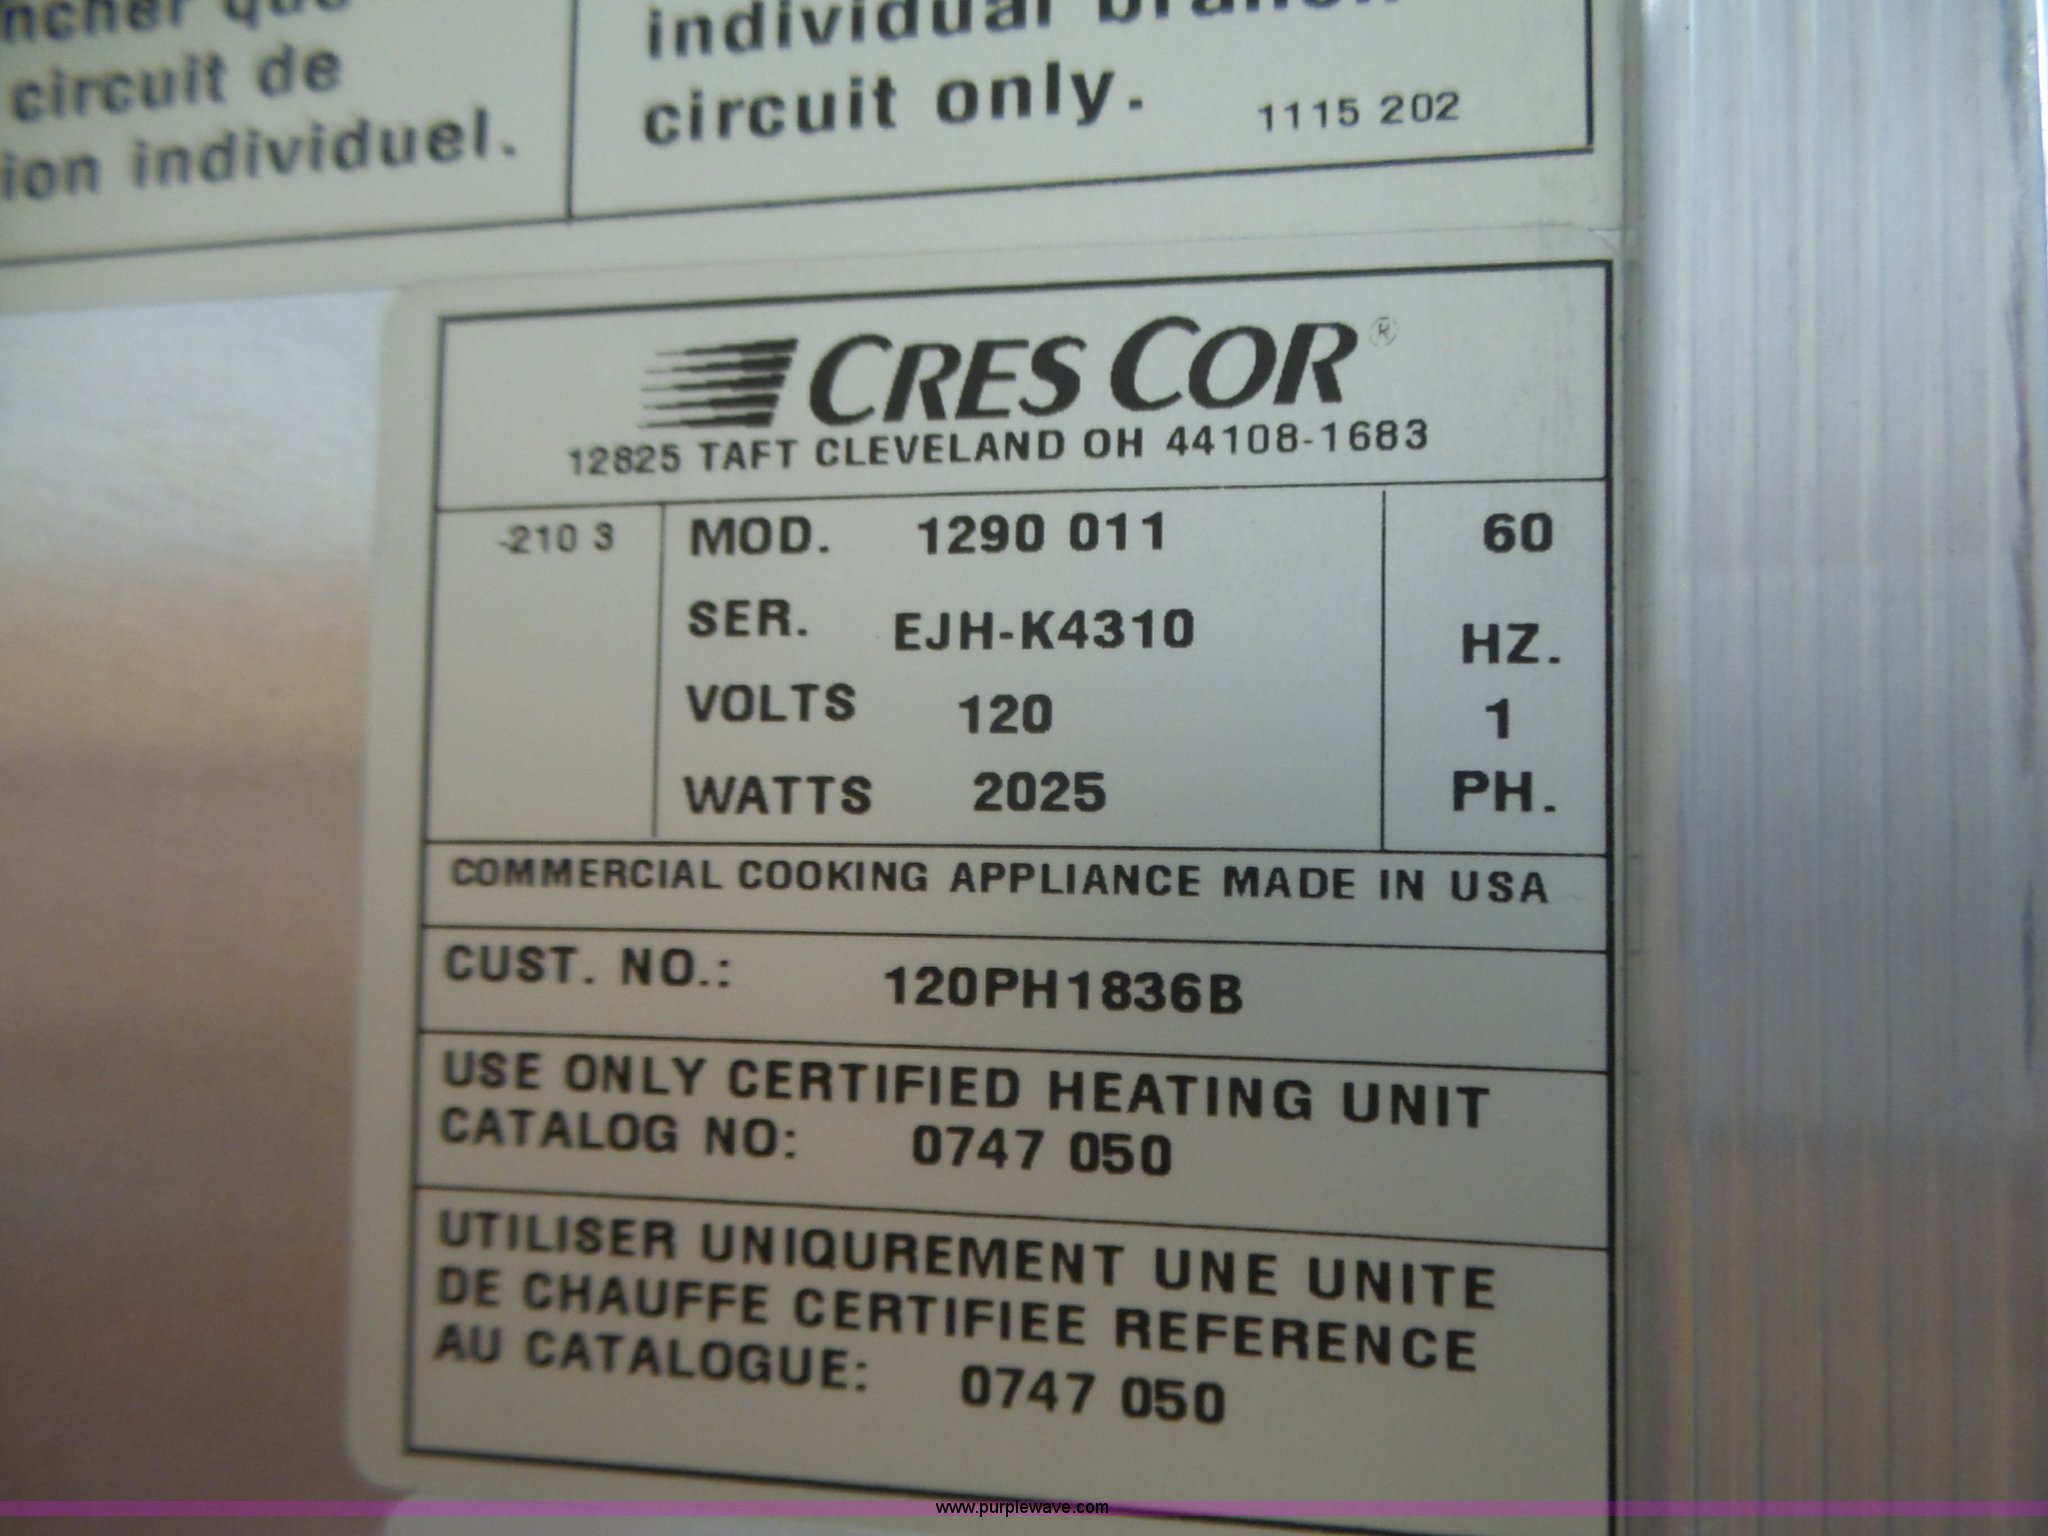 ncher que
circuit de
ion individuel.
individual branch
circuit only.
1115 202
CRES COR®
12825 TAFT CLEVELAND OH 44108-1683
-210 3
MOD. 1290 011
60
SER. EJH-K4310
HZ.
VOLTS 120
1
WATTS 2025
PH.
COMMERCIAL COOKING APPLIANCE MADE IN USA
CUST. NO.: 120PH1836B
USE ONLY CERTIFIED HEATING UNIT
CATALOG NO: 0747 050
UTILISER UNIQUREMENT UNE UNITE
DE CHAUFFE CERTIFIEE REFERENCE
AU CATALOGUE: 0747 050
www.purplewave.com